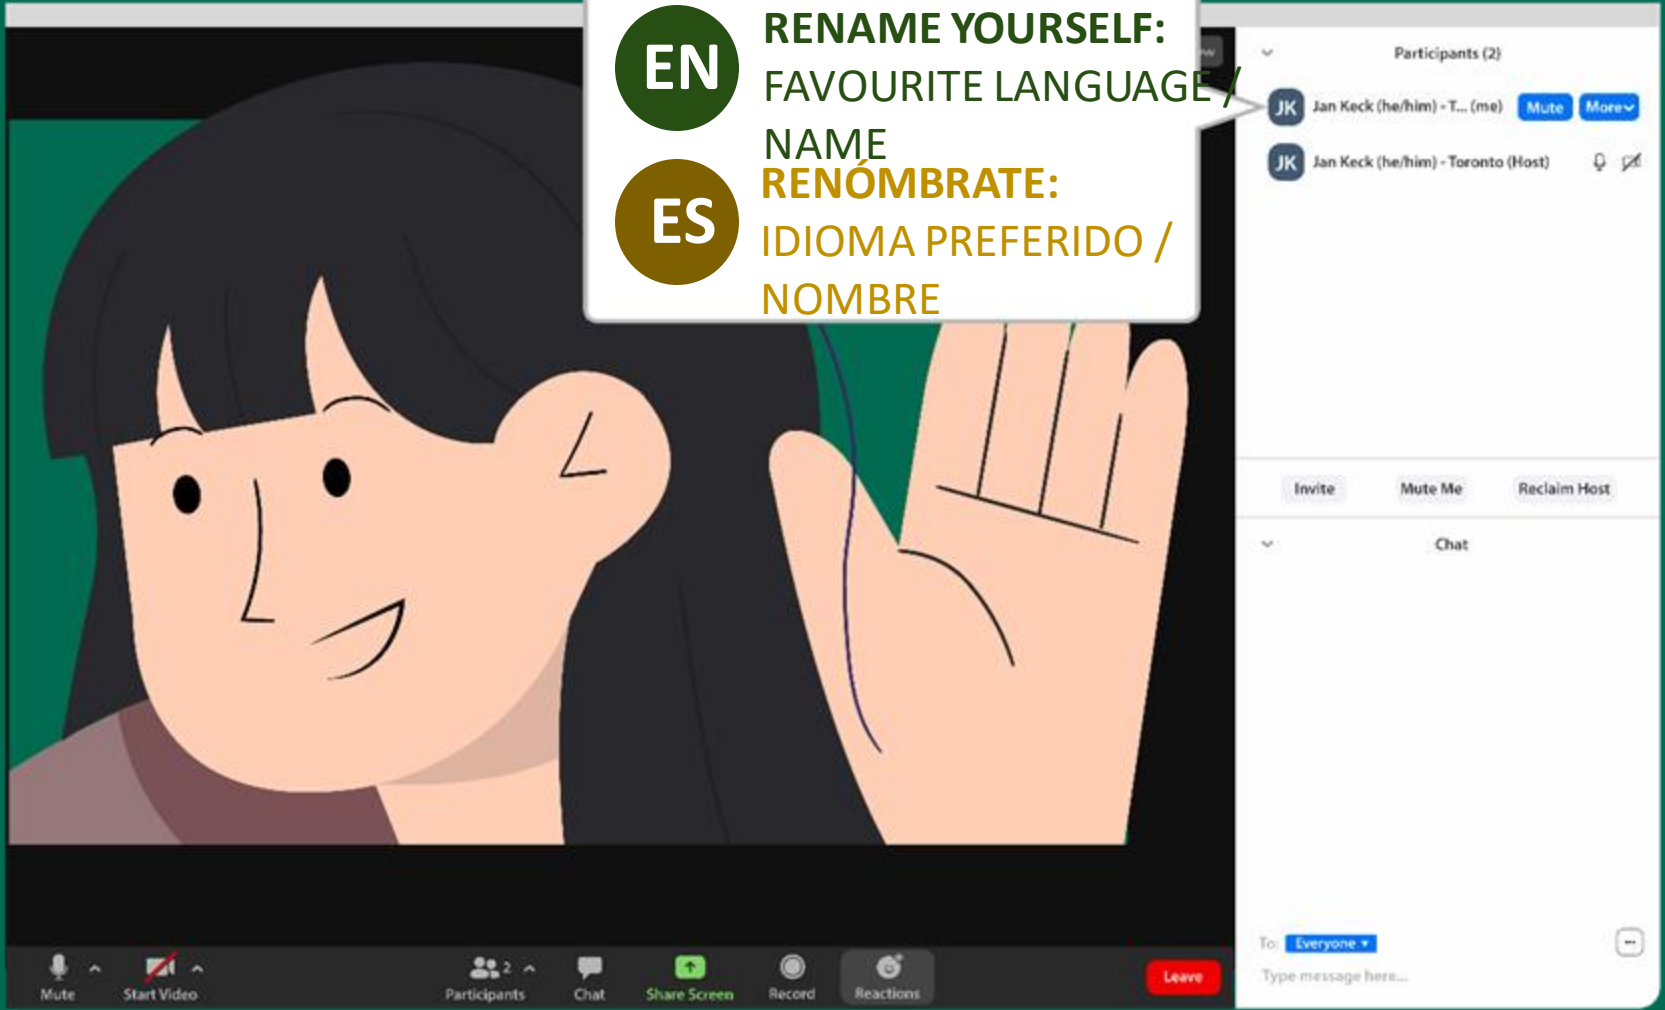 EN
RENAME YOURSELF:
FAVOURITE LANGUAGE /
NAME
ES
RENÓMBRATE:
IDIOMA PREFERIDO /
NOMBRE
Participants (2)
JK Jan Keck (he/him) - T... (me) Mute More
JK Jan Keck (he/him) - Toronto (Host)
Invite Mute Me Reclaim Host
Chat
To: Everyone
Type message here...
Mute Start Video Participants 2 Chat Share Screen Record Reactions Leave